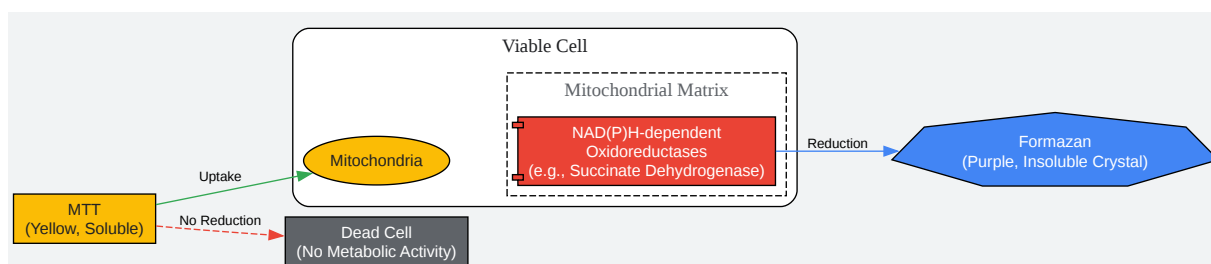 Viable Cell
Mitochondrial Matrix
NAD(P)H-dependent
Oxidoreductases
(e.g., Succinate Dehydrogenase)
Mitochondria
Reduction
Formazan
(Purple, Insoluble Crystal)
Uptake
MTT
(Yellow, Soluble)
No Reduction
Dead Cell
(No Metabolic Activity)